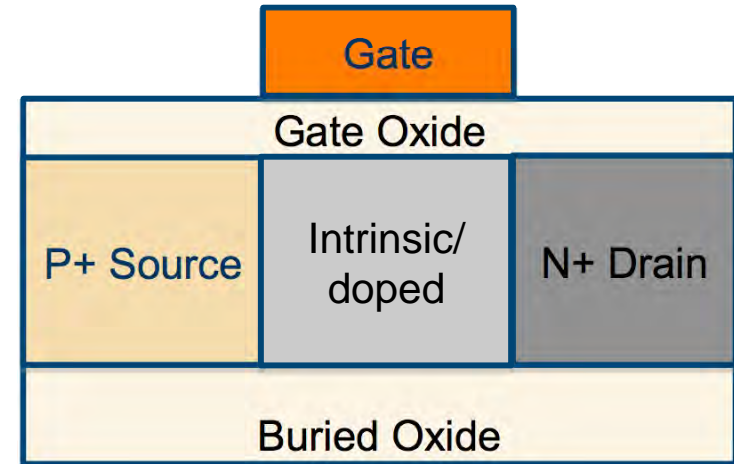 Gate
Gate Oxide
P+ Source
Intrinsic/
doped
N+ Drain
Buried Oxide